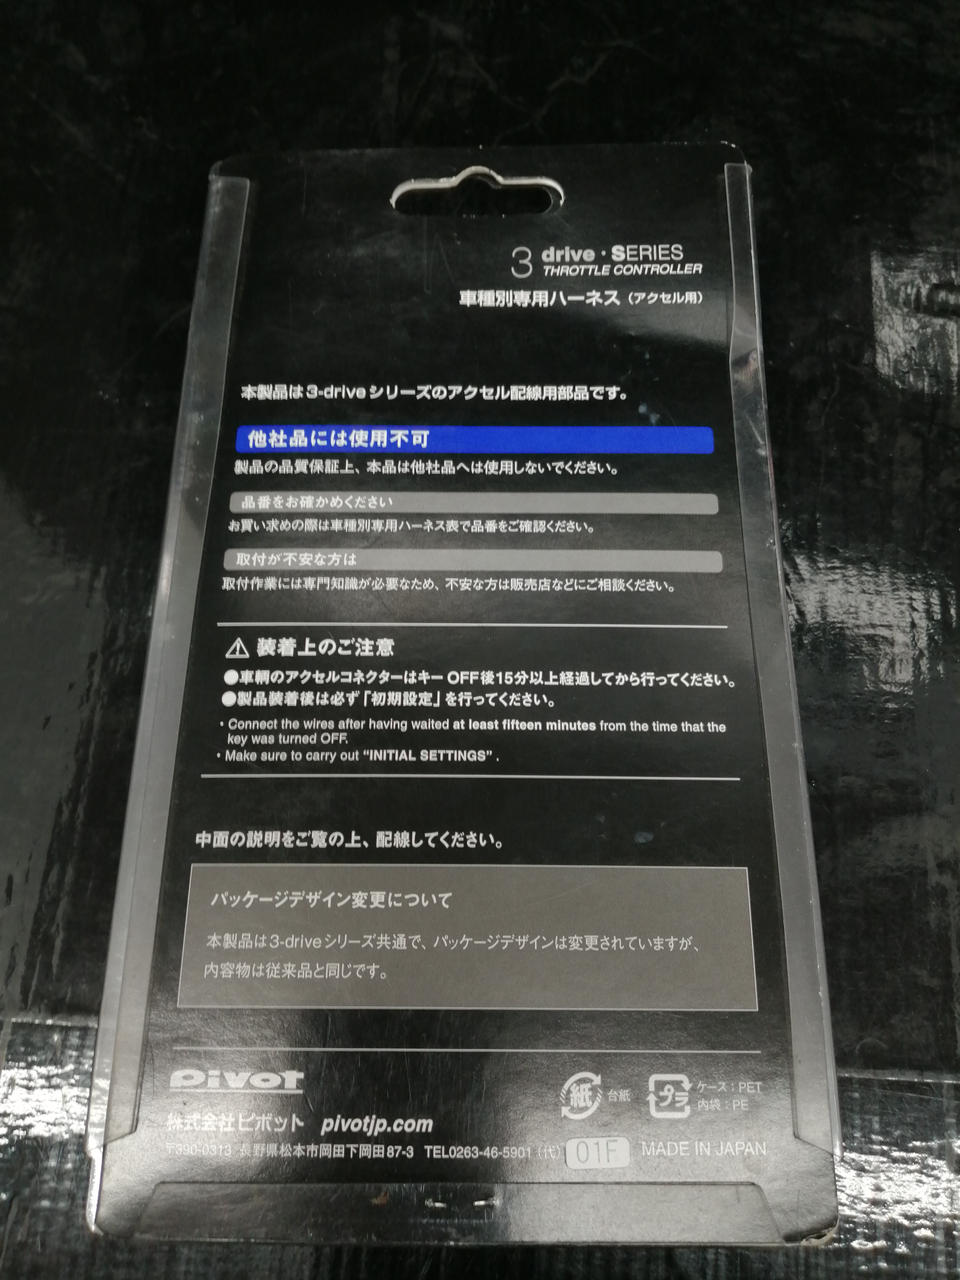 3 drive・SERIES
THROTTLE CONTROLLER
車種別専用ハーネス（アクセル用）
本製品は3-driveシリーズのアクセル配線用部品です。
他社品には使用不可
製品の品質保証上、本品は他社品へは使用しないでください。
品番をお確かめください
お買い求めの際は車種別専用ハーネス表で品番をご確認ください。
取付が不安な方は
取付作業には専門知識が必要なため、不安な方は販売店などにご相談ください。
⚠ 装着上のご注意
●車輌のアクセルコネクターはキーOFF後15分以上経過してから行ってください。
●製品装着後は必ず「初期設定」を行ってください。
・Connect the wires after having waited at least fifteen minutes from the time that the
key was turned OFF.
・Make sure to carry out “INITIAL SETTINGS”.
中面の説明をご覧の上、配線してください。
パッケージデザイン変更について
本製品は3-driveシリーズ共通で、パッケージデザインは変更されていますが、
内容物は従来品と同じです。
Pivot
紙 台紙
プラ ケース：PET
内袋：PE
株式会社ピボット pivotjp.com
〒390-0313 長野県松本市岡田下岡田87-3 TEL0263-46-5901（代） 01F MADE IN JAPAN